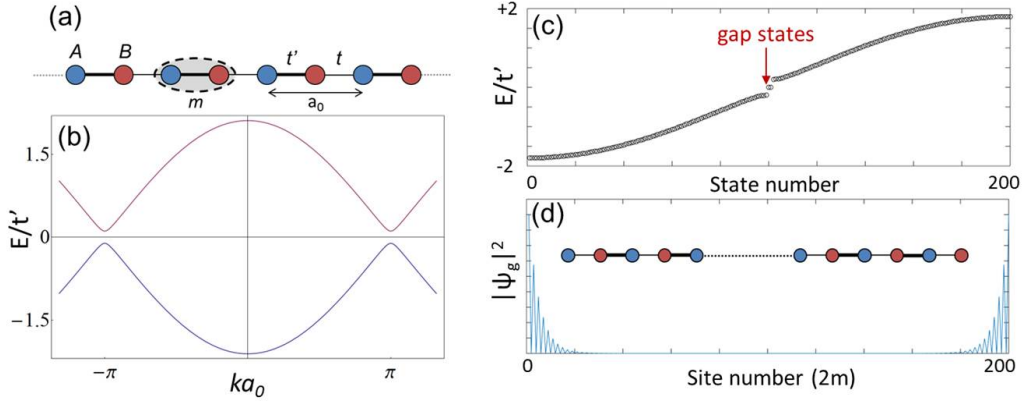 (a)
A B t' t
m a₀
(b)
E/t'
1.5
0
−1.5
−π π
ka₀
(c)
+2
gap states
E/t'
-2
0 State number 200
(d)
|ψg|²
0 Site number (2m) 200